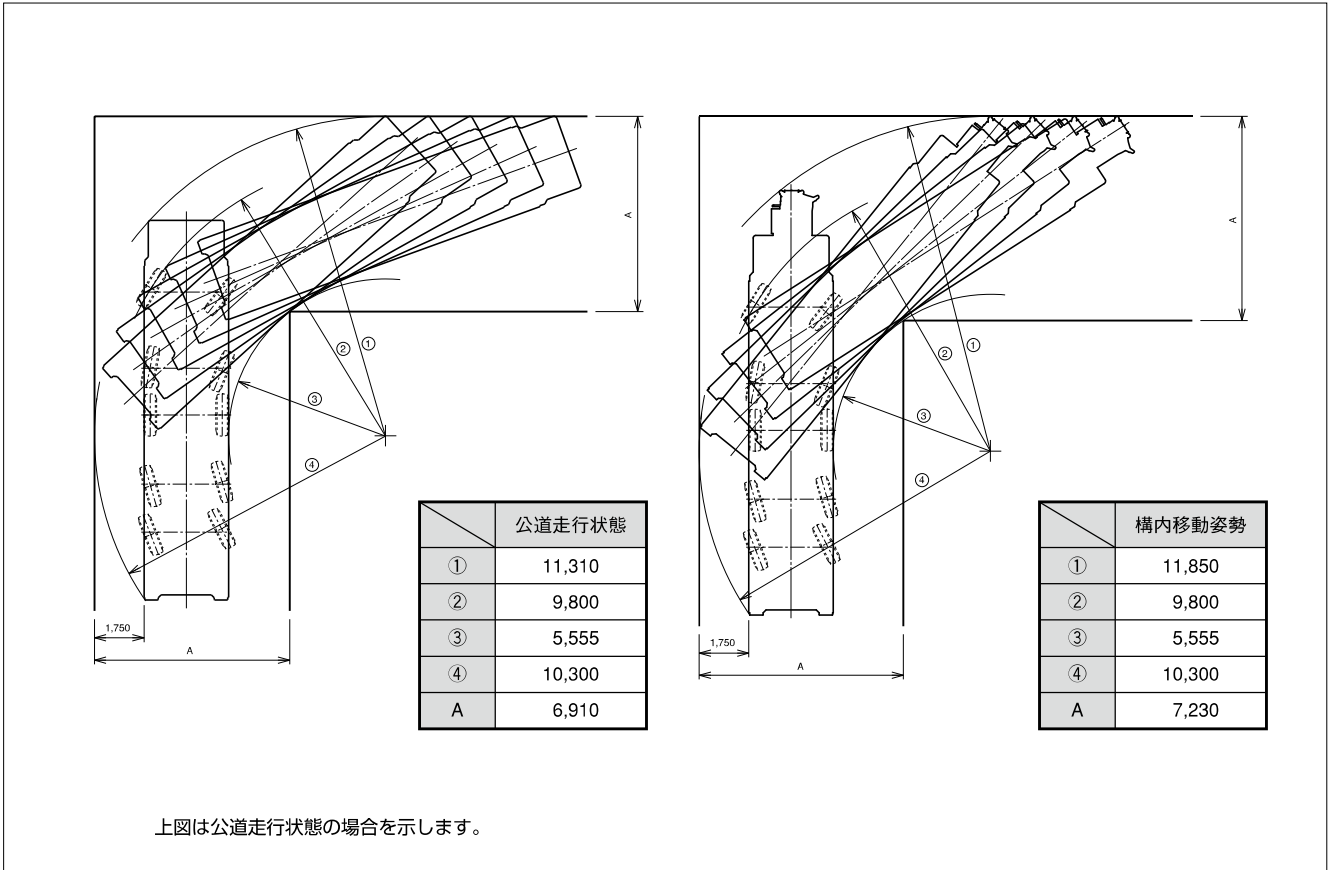 A
A
①
②
③
④
1,750
A
公道走行状態
① 11,310
② 9,800
③ 5,555
④ 10,300
A 6,910
①
②
③
④
1,750
A
構内移動姿勢
① 11,850
② 9,800
③ 5,555
④ 10,300
A 7,230
上図は公道走行状態の場合を示します。